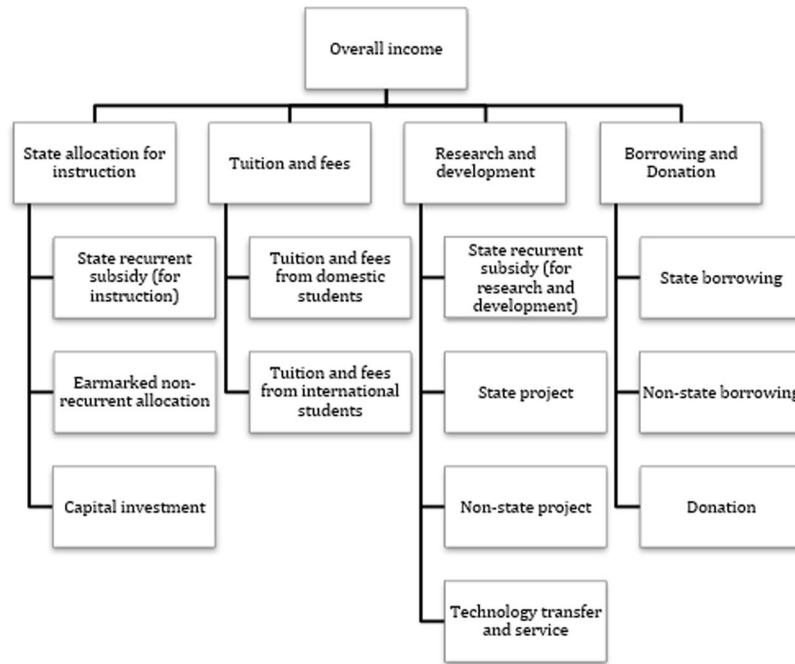 Overall income
State allocation for
instruction
Tuition and fees
Research and
development
Borrowing and
Donation
State recurrent
subsidy (for
instruction)
Tuition and fees
from domestic
students
State recurrent
subsidy (for
research and
development)
State borrowing
Earmarked non-
recurrent allocation
Tuition and fees
from international
students
State project
Non-state borrowing
Capital investment
Non-state project
Donation
Technology transfer
and service